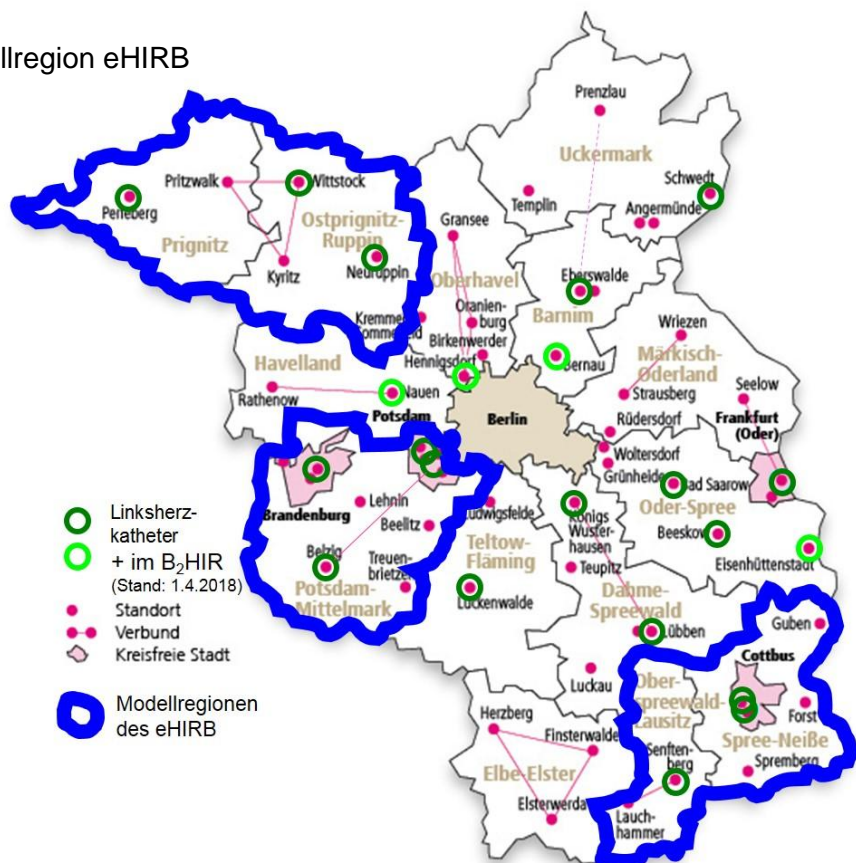 llregion eHIRB
Prenzlau
Uckermark
Schwedt
Templin
Angermünde
Pritzwalk
Wittstock
Perleberg
Prignitz
Ostprignitz-
Ruppin
Kyritz
Neuruppin
Gransee
Oberhavel
Oranien-
burg
Eberswalde
Barnim
Kremmen
Sommerfeld
Birkenwerder
Hennigsdorf
Bernau
Wriezen
Märkisch-
Oderland
Strausberg
Seelow
Havelland
Rathenow
Nauen
Potsdam
Berlin
Rüdersdorf
Frankfurt
(Oder)
Woltersdorf
Grünheide
Bad Saarow
Oder-Spree
Beeskow
Eisenhüttenstadt
Brandenburg
Lehnin
Beelitz
Belzig
Treuen-
brietzen
Potsdam-
Mittelmark
Ludwigsfelde
Teltow-
Fläming
Luckenwalde
Königs
Wuster-
hausen
Teupitz
Dahme-
Spreewald
Lübben
Luckau
Guben
Cottbus
Ober-
spreewald-
Lausitz
Forst
Spree-Neiße
Spremberg
Senften-
berg
Lauch-
hammer
Herzberg
Finsterwalde
Elbe-Elster
Elsterwerda
Linksherz-
katheter
+ im B₂HIR
(Stand: 1.4.2018)
Standort
Verbund
Kreisfreie Stadt
Modellregionen
des eHIRB